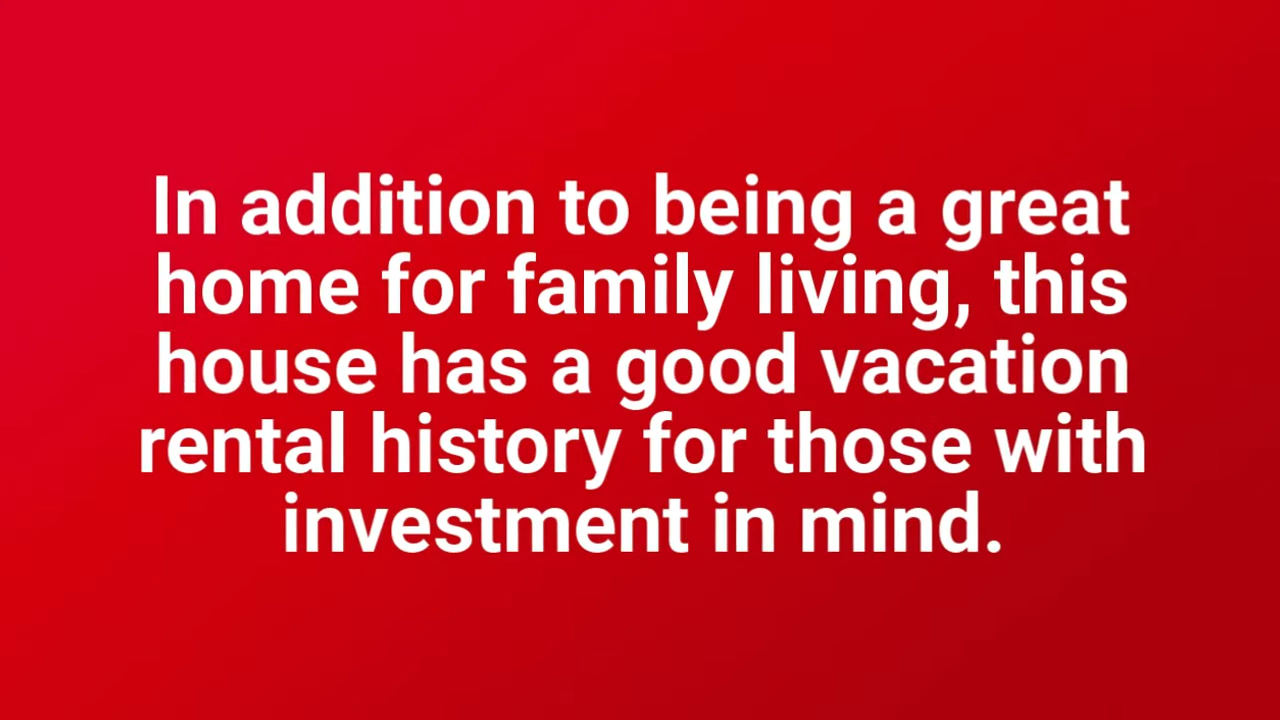 In addition to being a great
home for family living, this
house has a good vacation
rental history for those with
investment in mind.